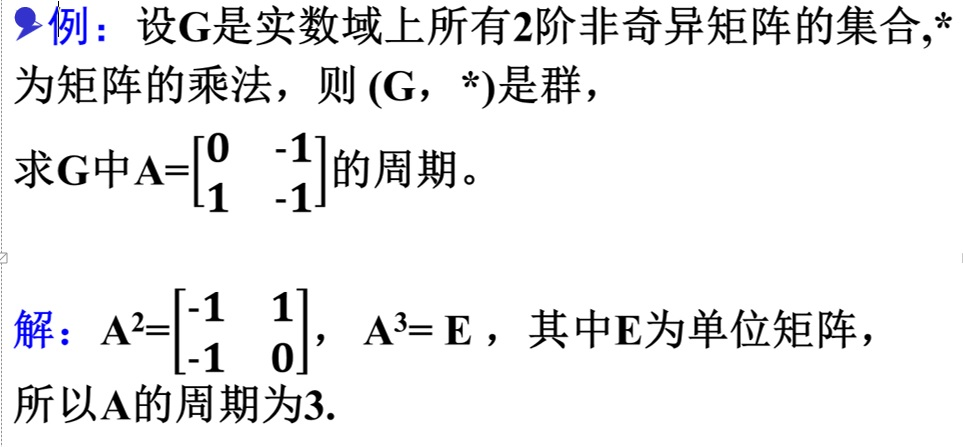 例：设G是实数域上所有2阶非奇异矩阵的集合,*
为矩阵的乘法，则 (G，*)是群，
求G中A=[0 -1; 1 -1]的周期。
解：A²=[-1 1; -1 0]， A³= E ，其中E为单位矩阵，
所以A的周期为3.